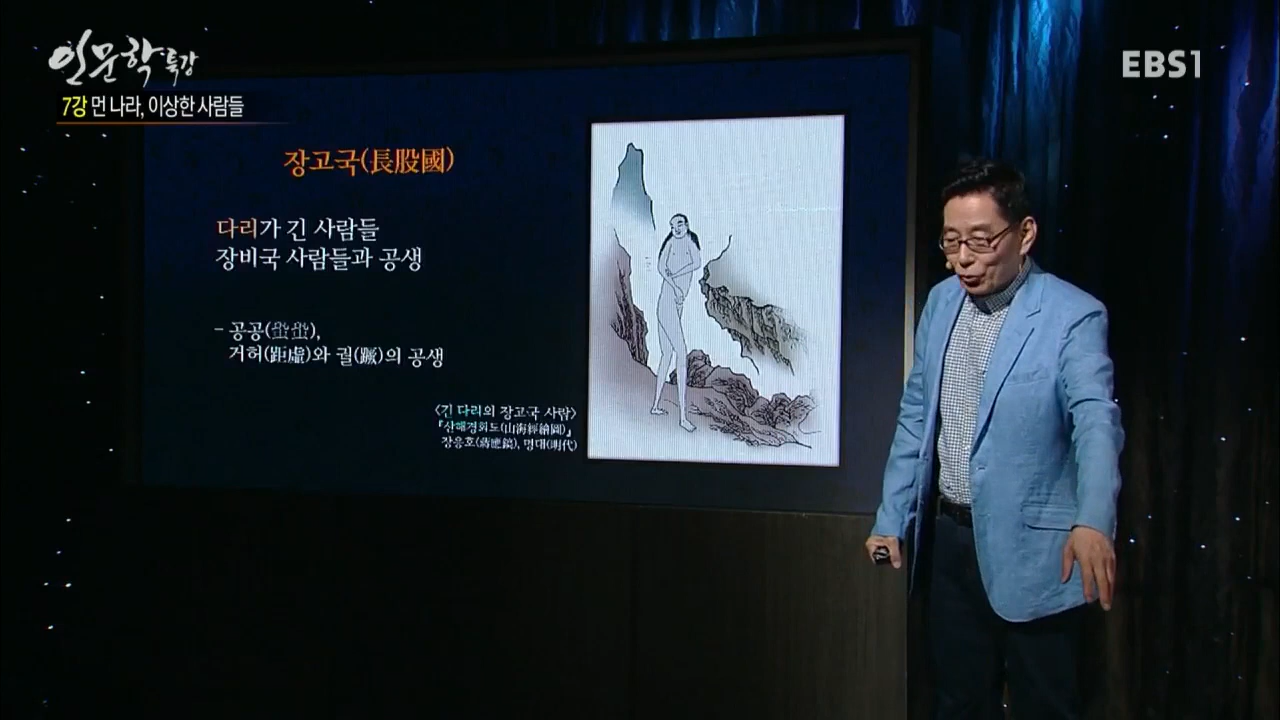 인문학 특강
EBS1
7강 먼 나라, 이상한 사람들
장고국(長股國)
다리가 긴 사람들
장비국 사람들과 공생
- 공공(蛩蛩),
거허(距虛)와 궐(蹶)의 공생
<긴 다리의 장고국 사람>
『산해경회도(山海經繪圖)』
장응호(蔣應鎬), 명대(明代)